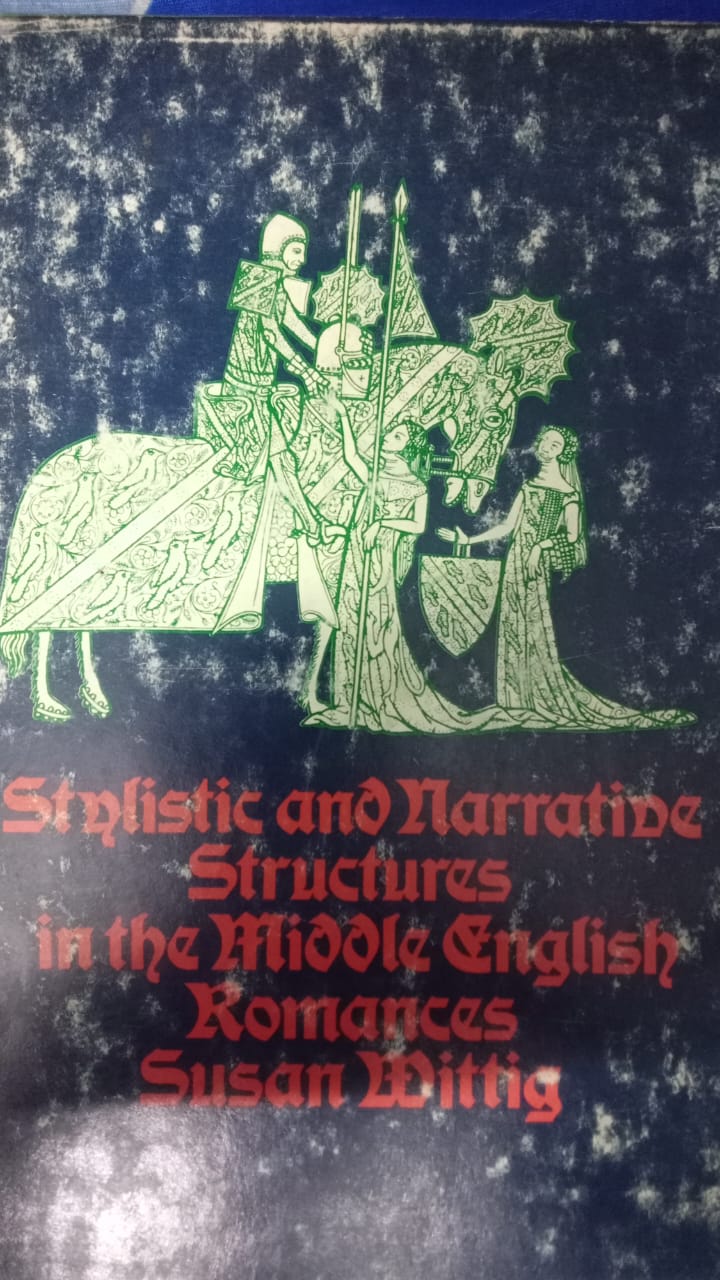 Stylistic and Narrative
Structures
in the Middle English
Romances
Susan Wittig